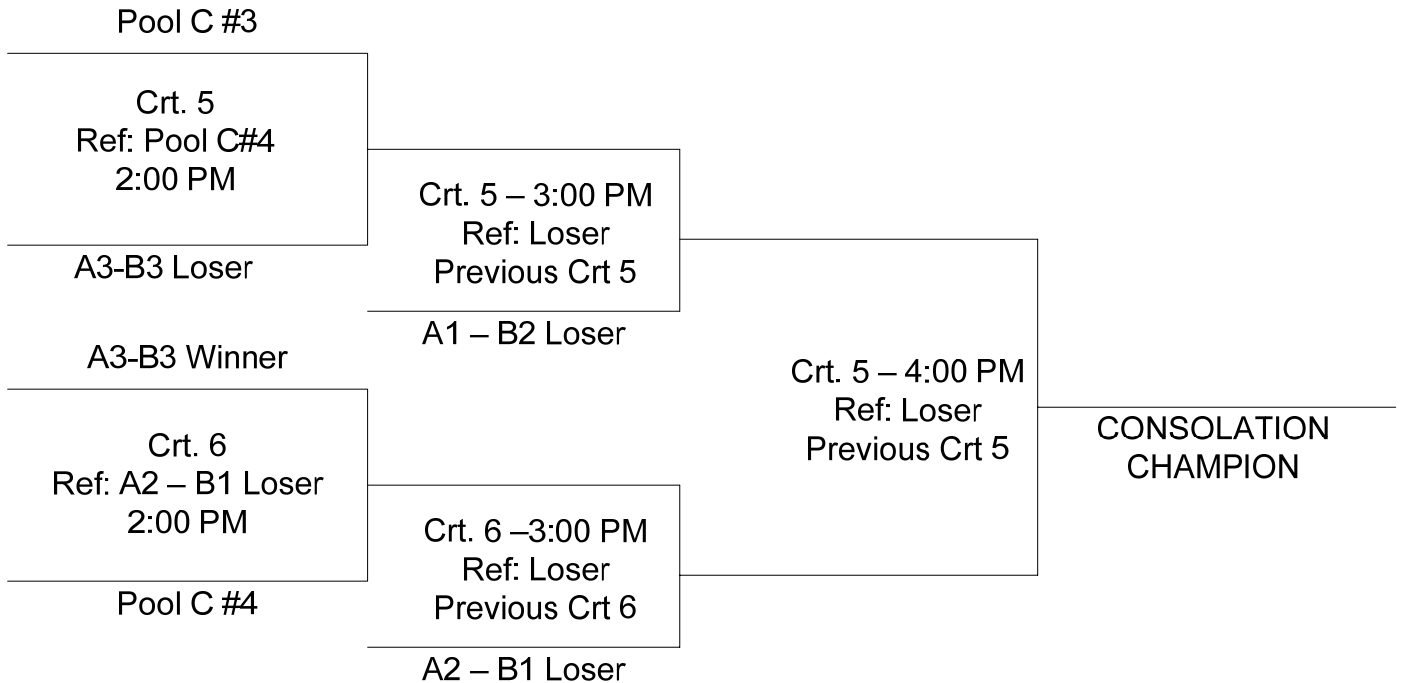 Pool C #3
Crt. 5
Ref: Pool C#4
2:00 PM
A3-B3 Loser
Crt. 5 – 3:00 PM
Ref: Loser
Previous Crt 5
A1 – B2 Loser
A3-B3 Winner
Crt. 6
Ref: A2 – B1 Loser
2:00 PM
Pool C #4
Crt. 6 –3:00 PM
Ref: Loser
Previous Crt 6
A2 – B1 Loser
Crt. 5 – 4:00 PM
Ref: Loser
Previous Crt 5
CONSOLATION
CHAMPION